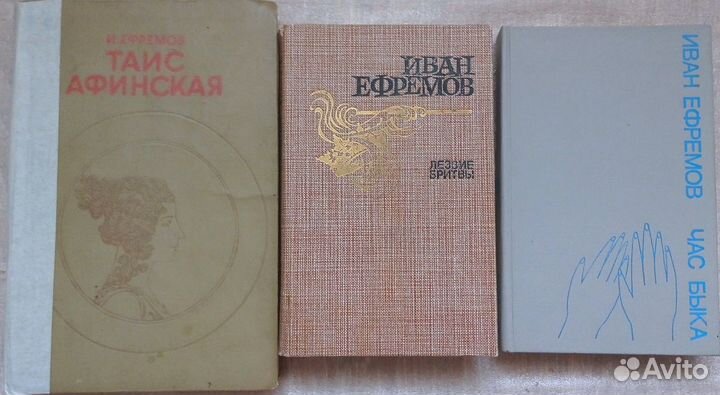 И. ЕФРЕМОВ
ТАИС
АФИНСКАЯ
ИВАН
ЕФРЕМОВ
ЛЕЗВИЕ
БРИТВЫ
ИВАН ЕФРЕМОВ ЧАС БЫКА
Avito